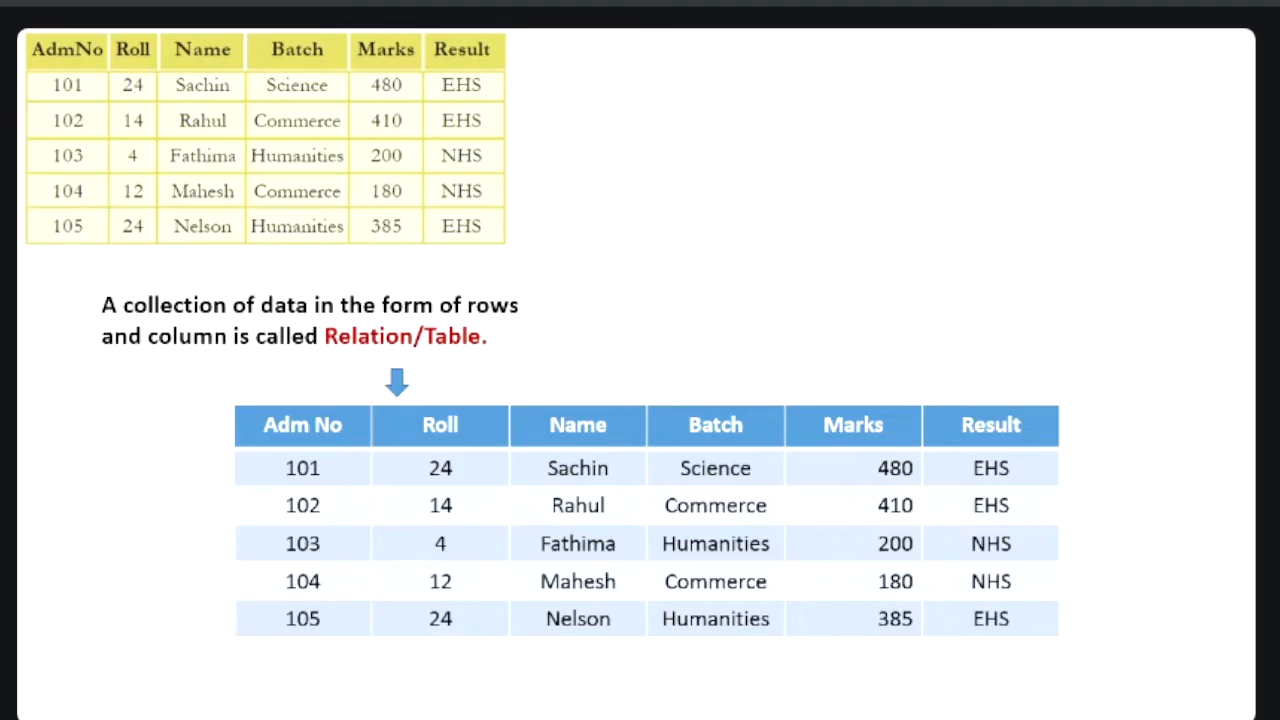 AdmNo Roll Name Batch Marks Result
101 24 Sachin Science 480 EHS
102 14 Rahul Commerce 410 EHS
103 4 Fathima Humanities 200 NHS
104 12 Mahesh Commerce 180 NHS
105 24 Nelson Humanities 385 EHS
A collection of data in the form of rows
and column is called Relation/Table.
Adm No Roll Name Batch Marks Result
101 24 Sachin Science 480 EHS
102 14 Rahul Commerce 410 EHS
103 4 Fathima Humanities 200 NHS
104 12 Mahesh Commerce 180 NHS
105 24 Nelson Humanities 385 EHS